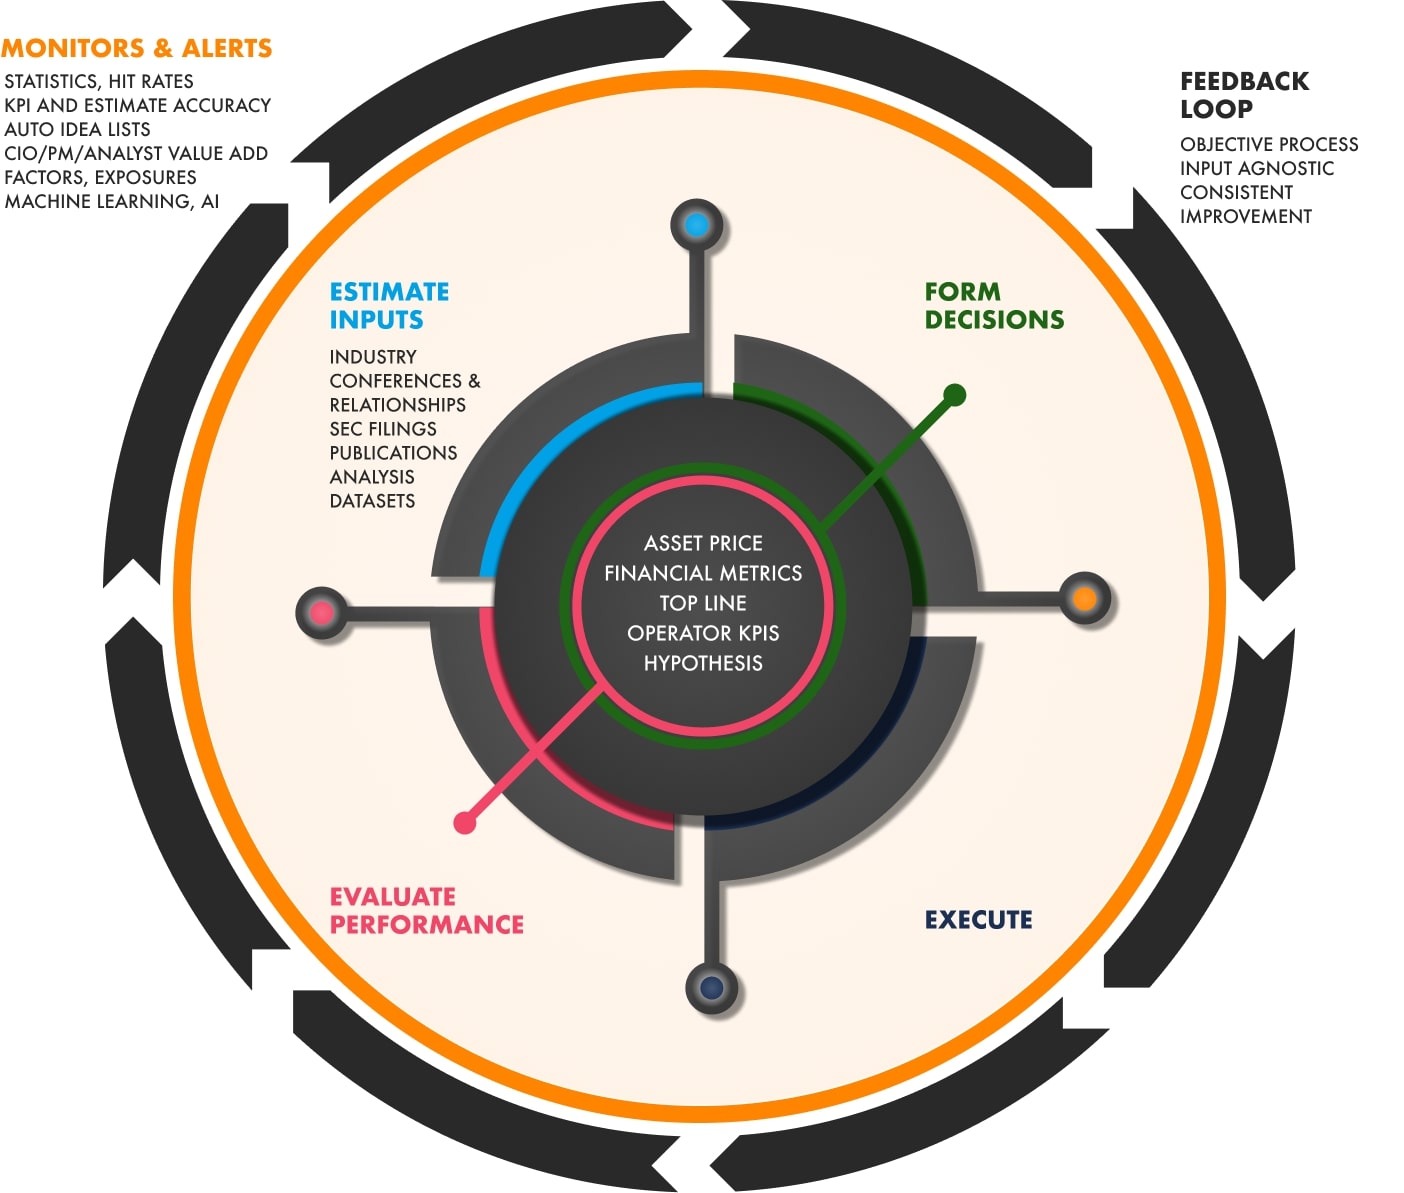 MONITORS & ALERTS
STATISTICS, HIT RATES
KPI AND ESTIMATE ACCURACY
AUTO IDEA LISTS
CIO/PM/ANALYST VALUE ADD
FACTORS, EXPOSURES
MACHINE LEARNING, AI
FEEDBACK
LOOP
OBJECTIVE PROCESS
INPUT AGNOSTIC
CONSISTENT
IMPROVEMENT
ESTIMATE
INPUTS
INDUSTRY
CONFERENCES &
RELATIONSHIPS
SEC FILINGS
PUBLICATIONS
ANALYSIS
DATASETS
FORM
DECISIONS
ASSET PRICE
FINANCIAL METRICS
TOP LINE
OPERATOR KPIS
HYPOTHESIS
EVALUATE
PERFORMANCE
EXECUTE